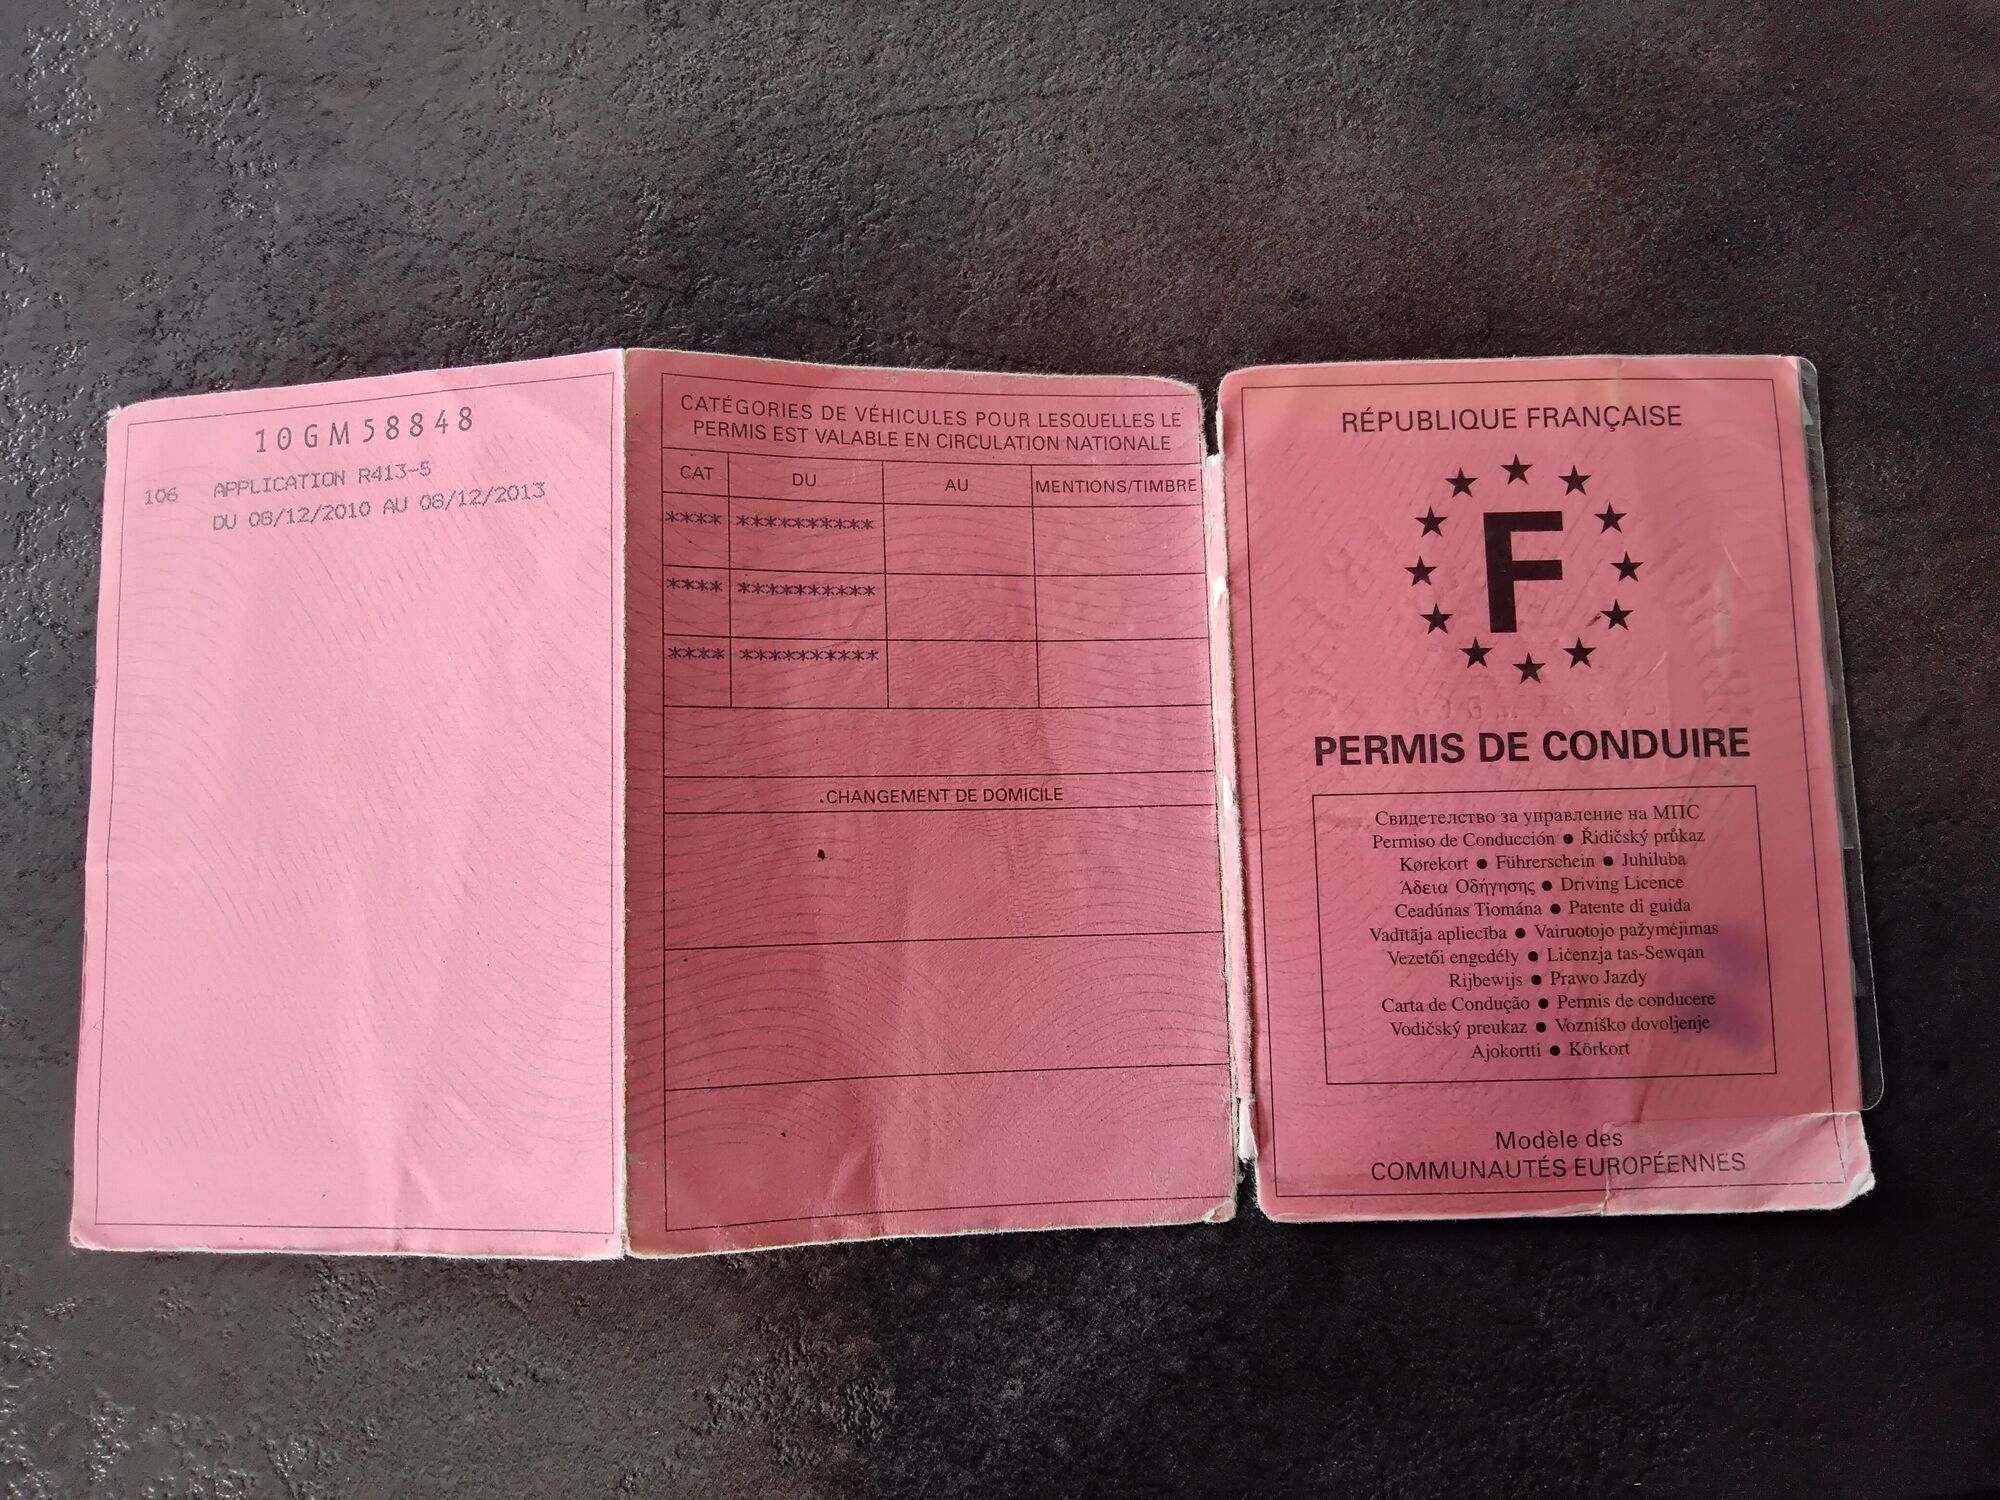 10GM58848
106 APPLICATION R413-5
DU 08/12/2010 AU 08/12/2013
CATÉGORIES DE VÉHICULES POUR LESQUELLES LE
PERMIS EST VALABLE EN CIRCULATION NATIONALE
CAT DU AU MENTIONS/TIMBRE
**** **********
**** **********
**** **********
CHANGEMENT DE DOMICILE
RÉPUBLIQUE FRANÇAISE
F
PERMIS DE CONDUIRE
Свидетелство за управление на МПС
Permiso de Conducción ● Řidičský průkaz
Kørekort ● Führerschein ● Juhiluba
Άδεια Οδήγησης ● Driving Licence
Ceadúnas Tiomána ● Patente di guida
Vadītāja apliecība ● Vairuotojo pažymėjimas
Vezetői engedély ● Liċenzja tas-Sewqan
Rijbewijs ● Prawo Jazdy
Carta de Condução ● Permis de conducere
Vodičský preukaz ● Vozniško dovoljenje
Ajokortti ● Körkort
Modèle des
COMMUNAUTÉS EUROPÉENNES